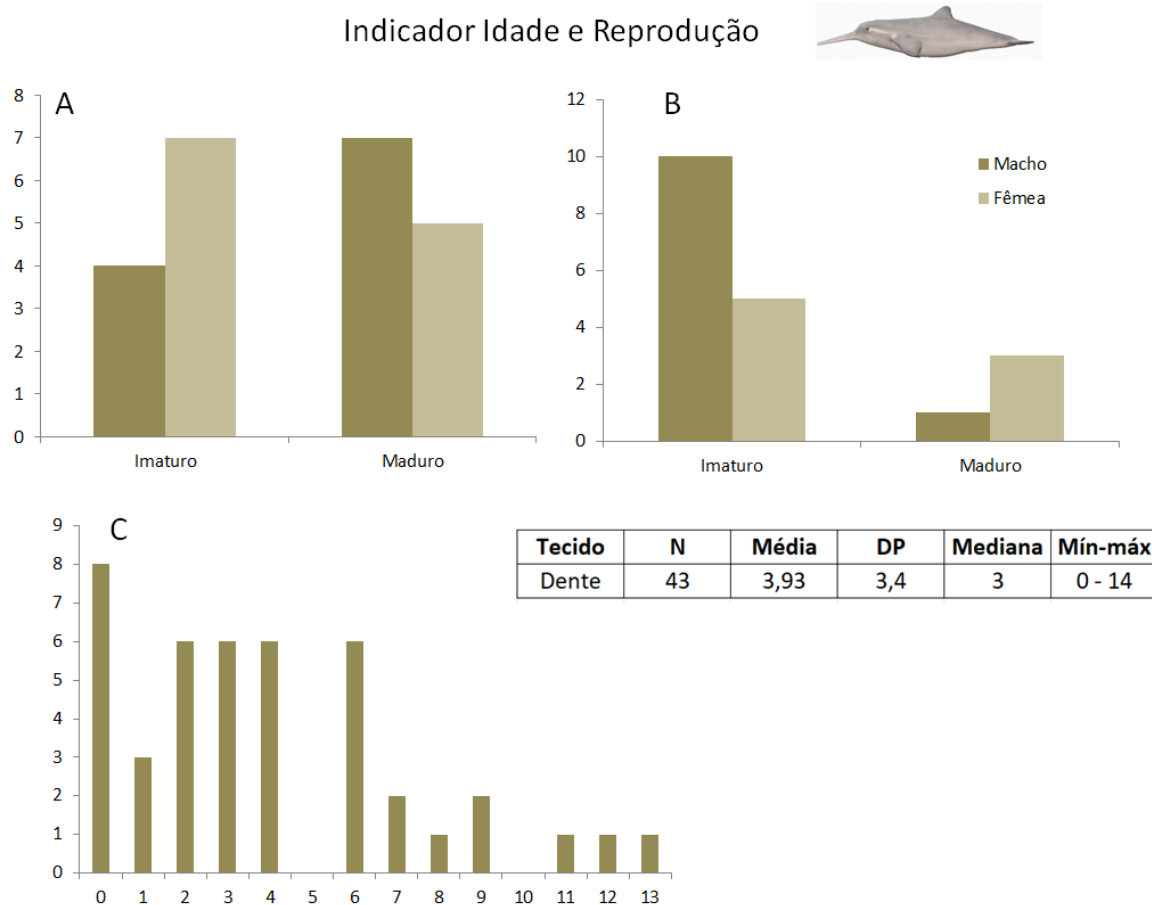 Indicador Idade e Reprodução
A
8
7
6
5
4
3
2
1
0
Imaturo Maduro
B
12
10
8
6
4
2
0
Imaturo Maduro
Macho
Fêmea
C
9
8
7
6
5
4
3
2
1
0
0 1 2 3 4 5 6 7 8 9 10 11 12 13
Tecido N Média DP Mediana Mín-máx
Dente 43 3,93 3,4 3 0 - 14